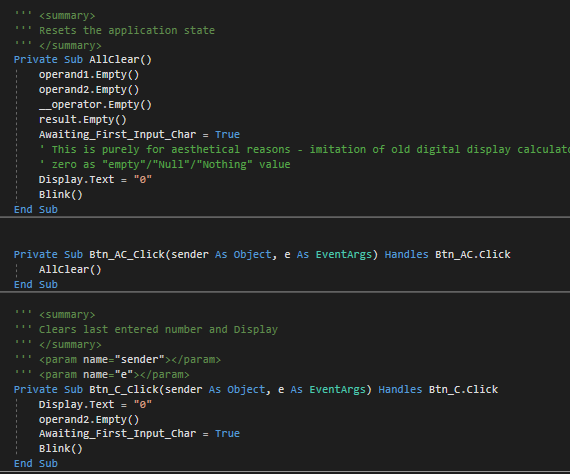 ''' <summary>
''' Resets the application state
''' </summary>
Private Sub AllClear()
operand1.Empty()
operand2.Empty()
__operator.Empty()
result.Empty()
Awaiting_First_Input_Char = True
' This is purely for aesthetical reasons - imitation of old digital display
' zero as "empty"/"Null"/"Nothing" value
Display.Text = "0"
Blink()
End Sub
Private Sub Btn_AC_Click(sender As Object, e As EventArgs) Handles Btn_AC.Click
AllClear()
End Sub
''' <summary>
''' Clears last entered number and Display
''' </summary>
''' <param name="sender"></param>
''' <param name="e"></param>
Private Sub Btn_C_Click(sender As Object, e As EventArgs) Handles Btn_C.Click
Display.Text = "0"
operand2.Empty()
Awaiting_First_Input_Char = True
Blink()
End Sub